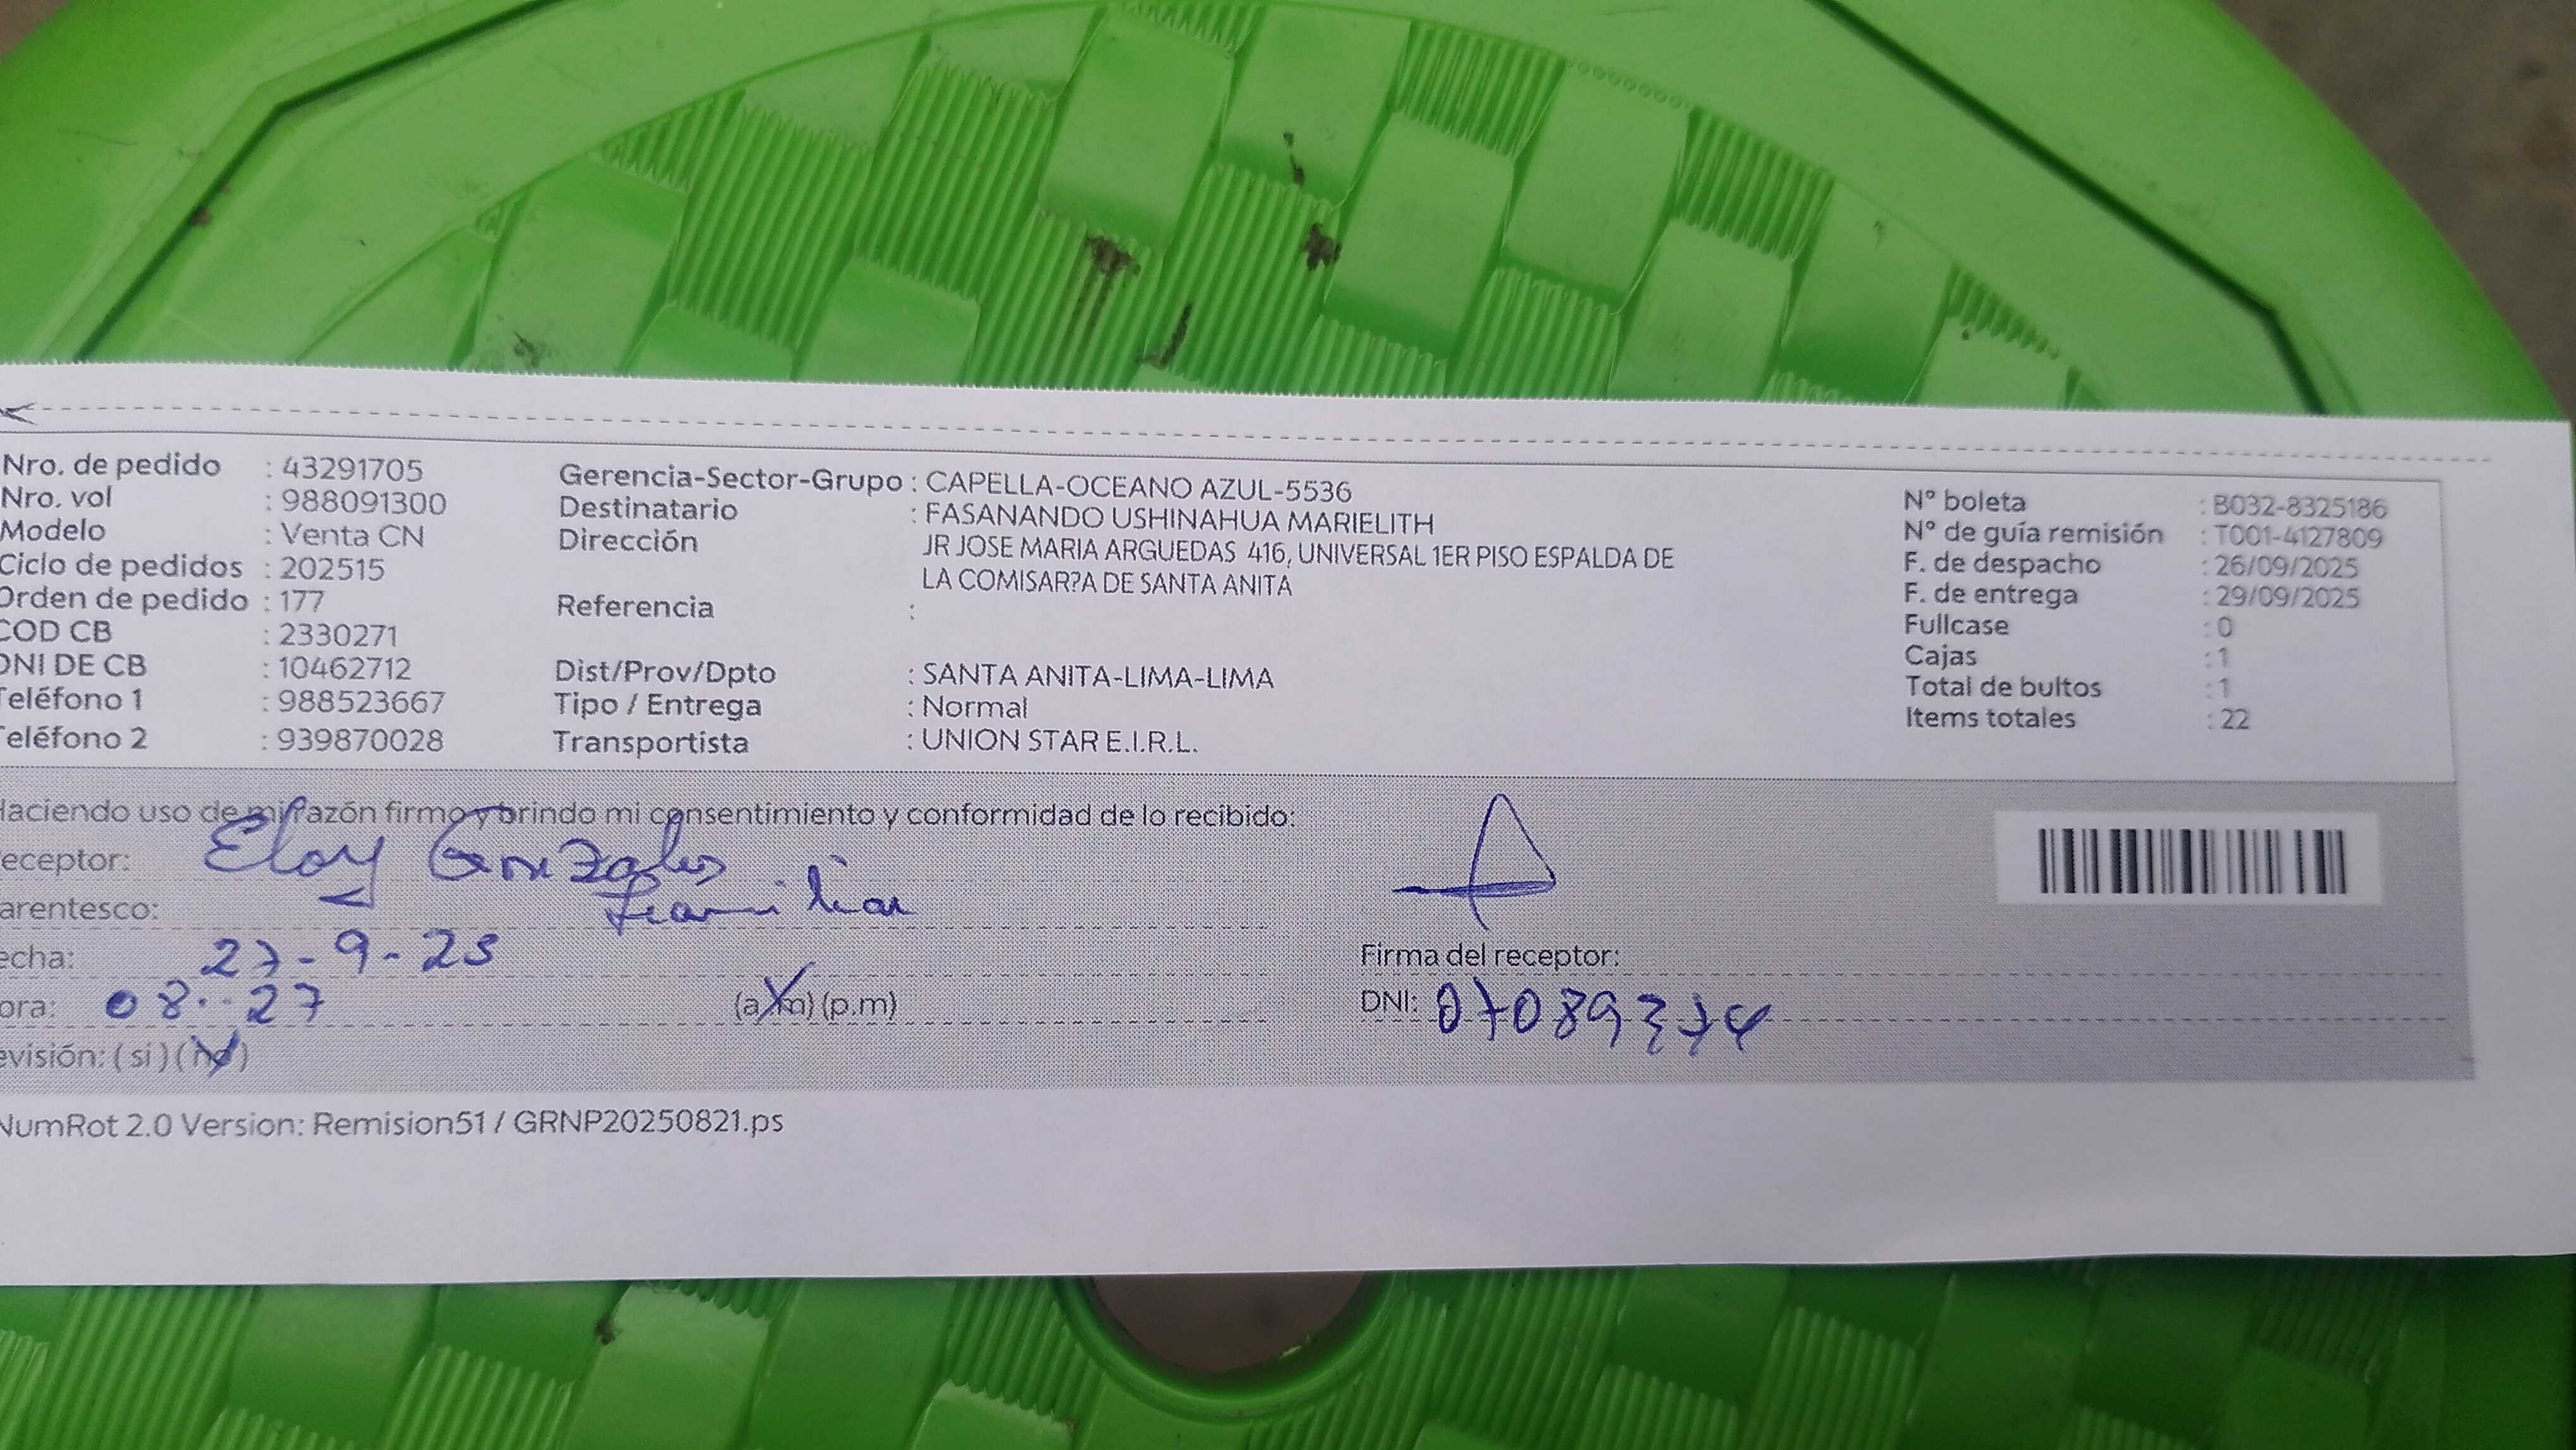 Nro. de pedido : 43291705
Nro. vol : 988091300
Modelo : Venta CN
Ciclo de pedidos : 202515
Orden de pedido : 177
COD CB : 2330271
DNI DE CB : 10462712
Teléfono 1 : 988523667
Teléfono 2 : 939870028
Gerencia-Sector-Grupo : CAPELLA-OCEANO AZUL-5536
Destinatario : FASANANDO USHINAHUA MARIELITH
Dirección JR JOSE MARIA ARGUEDAS 416, UNIVERSAL 1ER PISO ESPALDA DE
LA COMISAR?A DE SANTA ANITA
Referencia :
Dist/Prov/Dpto : SANTA ANITA-LIMA-LIMA
Tipo / Entrega : Normal
Transportista : UNION STAR E.I.R.L.
N° boleta : B032-8325186
N° de guía remisión : T001-4127809
F. de despacho : 26/09/2025
F. de entrega : 29/09/2025
Fullcase : 0
Cajas : 1
Total de bultos : 1
Items totales : 22
Haciendo uso de mi razón firmo y brindo mi consentimiento y conformidad de lo recibido:
eceptor: Eloy Gonzales
arentesco: Familiar
echa: 27-9-25
ora: 08:27 (a.m) (p.m)
evisión: ( si ) ( no )
Firma del receptor:
DNI: 07089374
NumRot 2.0 Version: Remision51 / GRNP20250821.ps